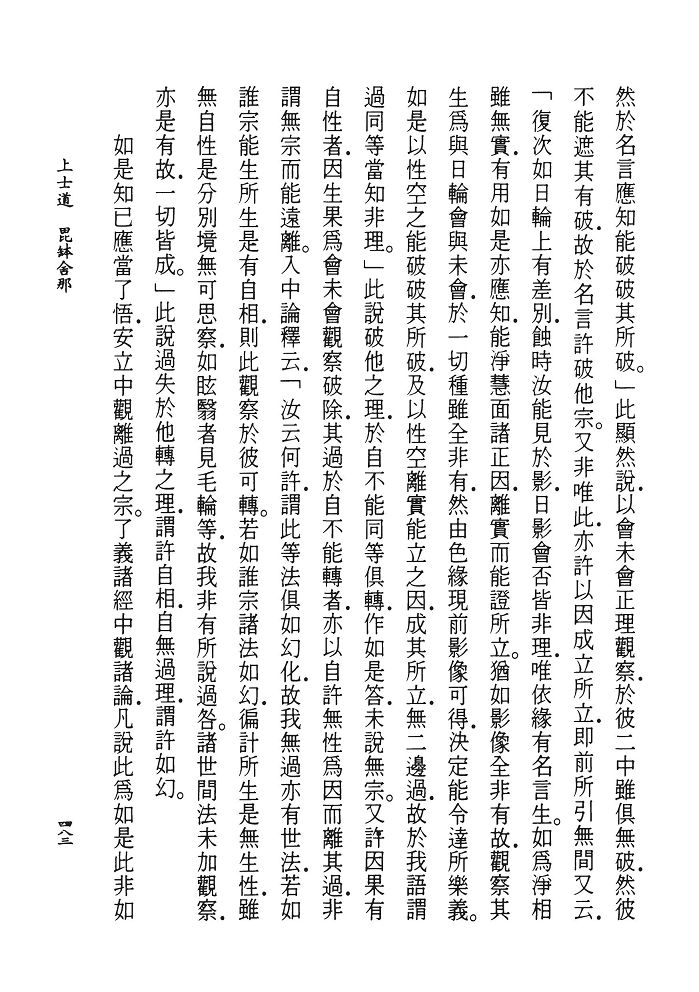 然於名言應知能破破其所破。」此顯然說．以會未會正理觀察．於彼二中雖俱無破．然彼
不能遮其有破．故於名言許破他宗。又非唯此．亦許以因成立所立．即前所引無間又云．
「復次如日輪上有差別．蝕時汝能見於影．日影會否皆非理．唯依緣有名言生。如為淨相
雖無實．有用如是亦應知．能淨慧面諸正因．離實而能證所立。猶如影像全非有故．觀察其
生為與日輪會與未會．於一切種雖全非有．然由色緣現前影像可得．決定能令達所樂義。
如是以性空之能破破其所破．及以性空離實能立之因．成其所立．無二邊過．故於我語謂
過同等當知非理。」此說破他之理．於自不能同等俱轉．作如是答．未說無宗。又許因果有
自性者．因生果為會未會觀察破除．其過於自不能轉者．亦以自許無性為因而離其過．非
謂無宗而能遠離。入中論釋云．「汝云何許．謂此等法俱如幻化．故我無過亦有世法．若如
誰宗能生所生是有自相．則此觀察於彼可轉。若如誰宗諸法如幻．徧計所生是無生性．雖
無自性是分別境無可思察．如眩翳者見毛輪等．故我非有所說過咎。諸世間法未加觀察．
亦是有故．一切皆成。」此說過失於他轉之理．謂許自相．自無過理．謂許如幻。
如是知已應當了悟．安立中觀離過之宗。了義諸經中觀諸論．凡說此為如是此非如
上士道　毘缽舍那
四八三